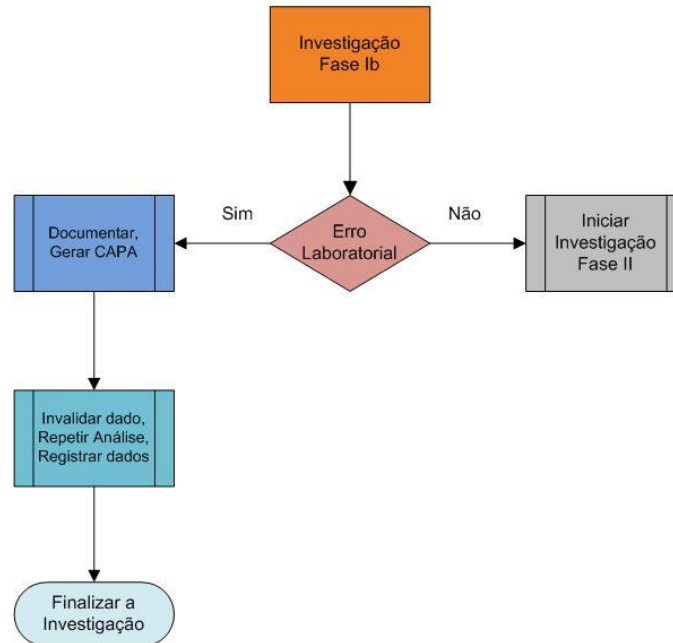 Investigação
Fase Ib
Sim
Não
Documentar,
Gerar CAPA
Erro
Laboratorial
Iniciar
Investigação
Fase II
Invalidar dado,
Repetir Análise,
Registrar dados
Finalizar a
Investigação